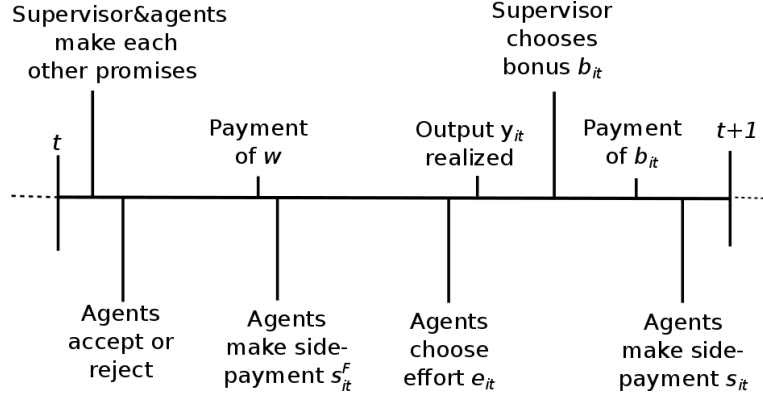 Supervisor&agents
make each
other promises
Supervisor
chooses
bonus b_it
t
Payment
of w
Output y_it
realized
Payment
of b_it
t+1
Agents
accept or
reject
Agents
make side-
payment s_it^F
Agents
choose
effort e_it
Agents
make side-
payment s_it